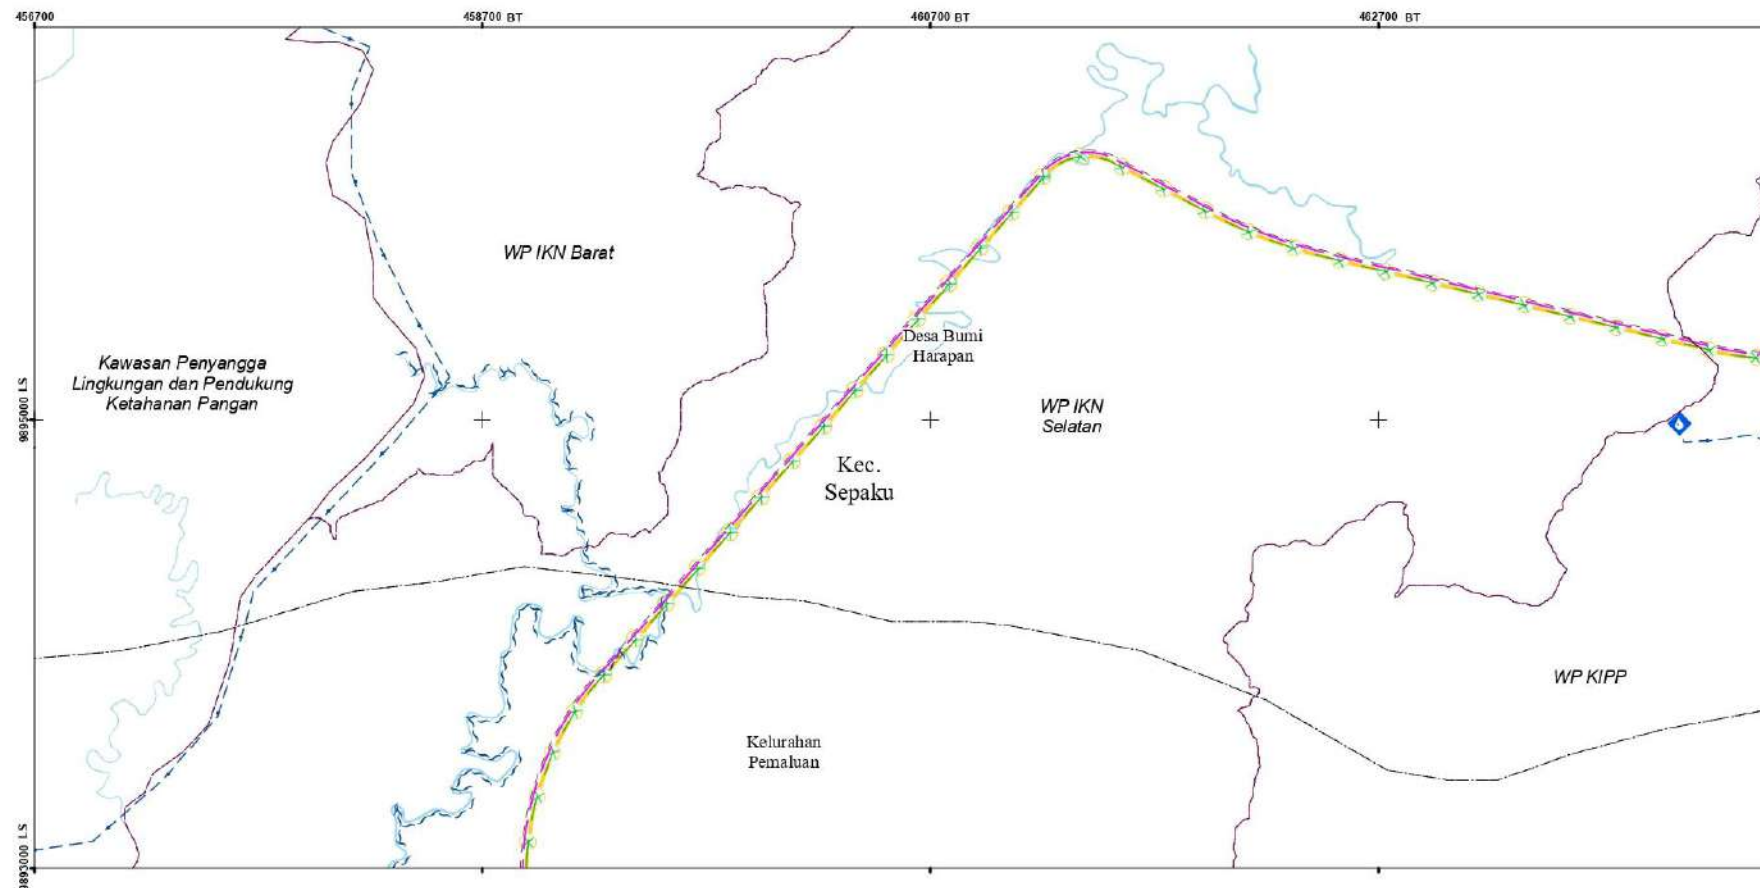 456700 BT
458700 BT
460700 BT
462700 BT
WP IKN Barat
Desa Bumi
Harapan
Kawasan Penyangga
Lingkungan dan Pendukung
Ketahanan Pangan
9895000 LS
WP IKN
Selatan
Kec.
Sepaku
WP KIPP
Kelurahan
Pemaluan
9893000 LS